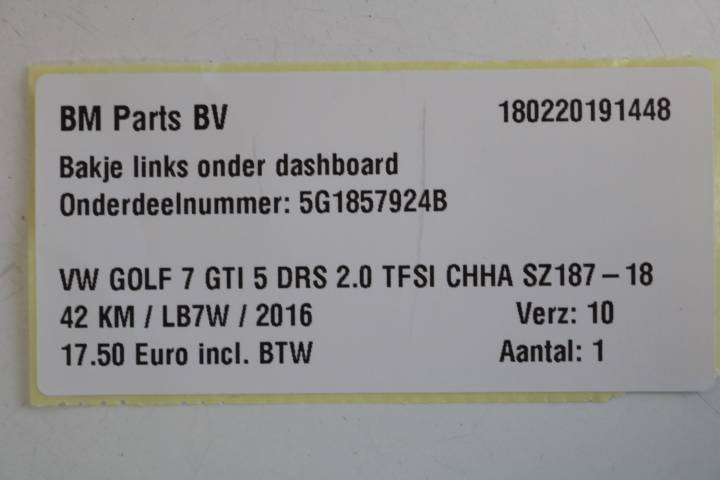 BM Parts BV 180220191448
Bakje links onder dashboard
Onderdeelnummer: 5G1857924B
VW GOLF 7 GTI 5 DRS 2.0 TFSI CHHA SZ187-18
42 KM / LB7W / 2016 Verz: 10
17.50 Euro incl. BTW Aantal: 1